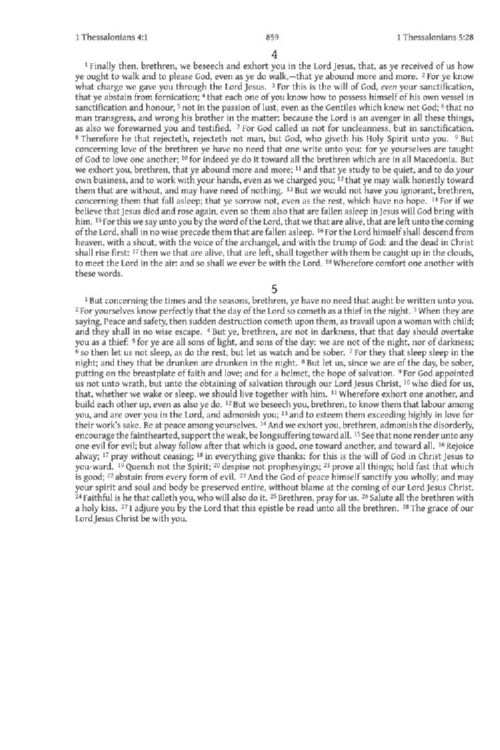 1 Thessalonians 4:1 859 1 Thessalonians 5:28
4
1 Finally then, brethren, we beseech and exhort you in the Lord Jesus, that, as ye received of us how
ye ought to walk and to please God, even as ye do walk,—that ye abound more and more. 2 For ye know
what charge we gave you through the Lord Jesus. 3 For this is the will of God, even your sanctification,
that ye abstain from fornication; 4 that each one of you know how to possess himself of his own vessel in
sanctification and honour, 5 not in the passion of lust, even as the Gentiles which know not God; 6 that no
man transgress, and wrong his brother in the matter: because the Lord is an avenger in all these things,
as also we forewarned you and testified. 7 For God called us not for uncleanness, but in sanctification.
8 Therefore he that rejecteth, rejecteth not man, but God, who giveth his Holy Spirit unto you. 9 But
concerning love of the brethren ye have no need that one write unto you: for ye yourselves are taught
of God to love one another; 10 for indeed ye do it toward all the brethren which are in all Macedonia. But
we exhort you, brethren, that ye abound more and more; 11 and that ye study to be quiet, and to do your
own business, and to work with your hands, even as we charged you; 12 that ye may walk honestly toward
them that are without, and may have need of nothing. 13 But we would not have you ignorant, brethren,
concerning them that fall asleep; that ye sorrow not, even as the rest, which have no hope. 14 For if we
believe that Jesus died and rose again, even so them also that are fallen asleep in Jesus will God bring with
him. 15 For this we say unto you by the word of the Lord, that we that are alive, that are left unto the coming
of the Lord, shall in no wise precede them that are fallen asleep. 16 For the Lord himself shall descend from
heaven, with a shout, with the voice of the archangel, and with the trump of God: and the dead in Christ
shall rise first: 17 then we that are alive, that are left, shall together with them be caught up in the clouds,
to meet the Lord in the air: and so shall we ever be with the Lord. 18 Wherefore comfort one another with
these words.
5
1 But concerning the times and the seasons, brethren, ye have no need that aught be written unto you.
2 For yourselves know perfectly that the day of the Lord so cometh as a thief in the night. 3 When they are
saying, Peace and safety, then sudden destruction cometh upon them, as travail upon a woman with child;
and they shall in no wise escape. 4 But ye, brethren, are not in darkness, that that day should overtake
you as a thief: 5 for ye are all sons of light, and sons of the day: we are not of the night, nor of darkness;
6 so then let us not sleep, as do the rest, but let us watch and be sober. 7 For they that sleep sleep in the
night; and they that be drunken are drunken in the night. 8 But let us, since we are of the day, be sober,
putting on the breastplate of faith and love; and for a helmet, the hope of salvation. 9 For God appointed
us not unto wrath, but unto the obtaining of salvation through our Lord Jesus Christ, 10 who died for us,
that, whether we wake or sleep, we should live together with him. 11 Wherefore exhort one another, and
build each other up, even as also ye do. 12 But we beseech you, brethren, to know them that labour among
you, and are over you in the Lord, and admonish you; 13 and to esteem them exceeding highly in love for
their work's sake. Be at peace among yourselves. 14 And we exhort you, brethren, admonish the disorderly,
encourage the fainthearted, support the weak, be longsuffering toward all. 15 See that none render unto any
one evil for evil; but alway follow after that which is good, one toward another, and toward all. 16 Rejoice
alway; 17 pray without ceasing; 18 in everything give thanks: for this is the will of God in Christ Jesus to
you-ward. 19 Quench not the Spirit; 20 despise not prophesyings; 21 prove all things; hold fast that which
is good; 22 abstain from every form of evil. 23 And the God of peace himself sanctify you wholly; and may
your spirit and soul and body be preserved entire, without blame at the coming of our Lord Jesus Christ.
24 Faithful is he that calleth you, who will also do it. 25 Brethren, pray for us. 26 Salute all the brethren with
a holy kiss. 27 I adjure you by the Lord that this epistle be read unto all the brethren. 28 The grace of our
Lord Jesus Christ be with you.